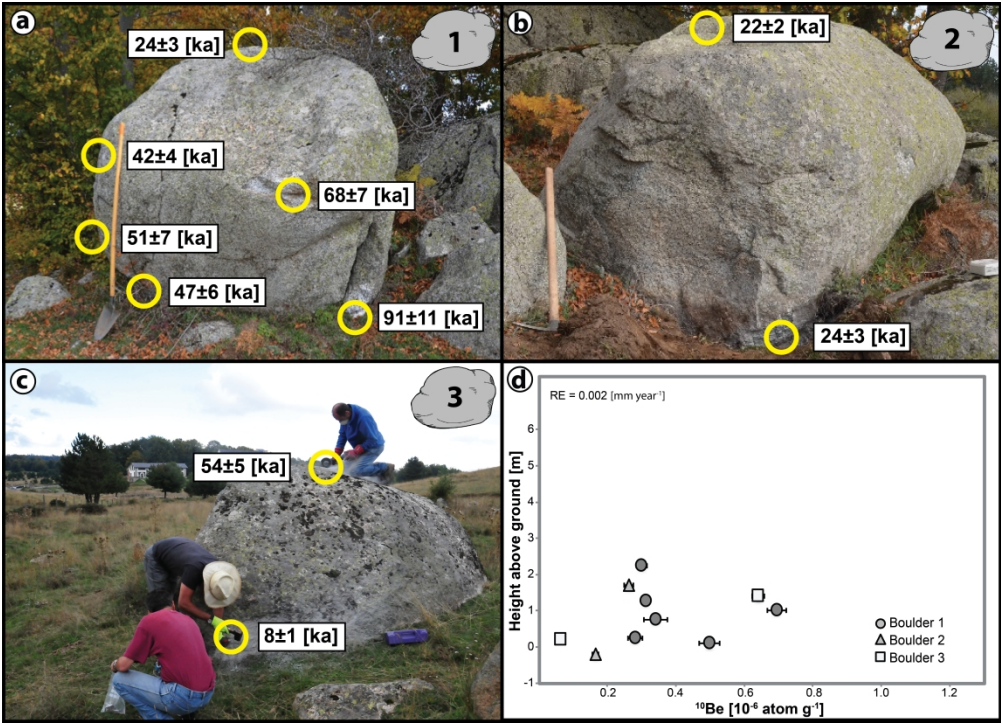 a
24±3 [ka]
1
42±4 [ka]
68±7 [ka]
51±7 [ka]
47±6 [ka]
91±11 [ka]
b
22±2 [ka]
2
24±3 [ka]
c
3
54±5 [ka]
8±1 [ka]
d
RE = 0.002 [mm year⁻¹]
Height above ground [m]
6
5
4
3
2
1
0
-1
Boulder 1
Boulder 2
Boulder 3
0.2 0.4 0.6 0.8 1.0 1.2
¹⁰Be [10⁻⁶ atom g⁻¹]